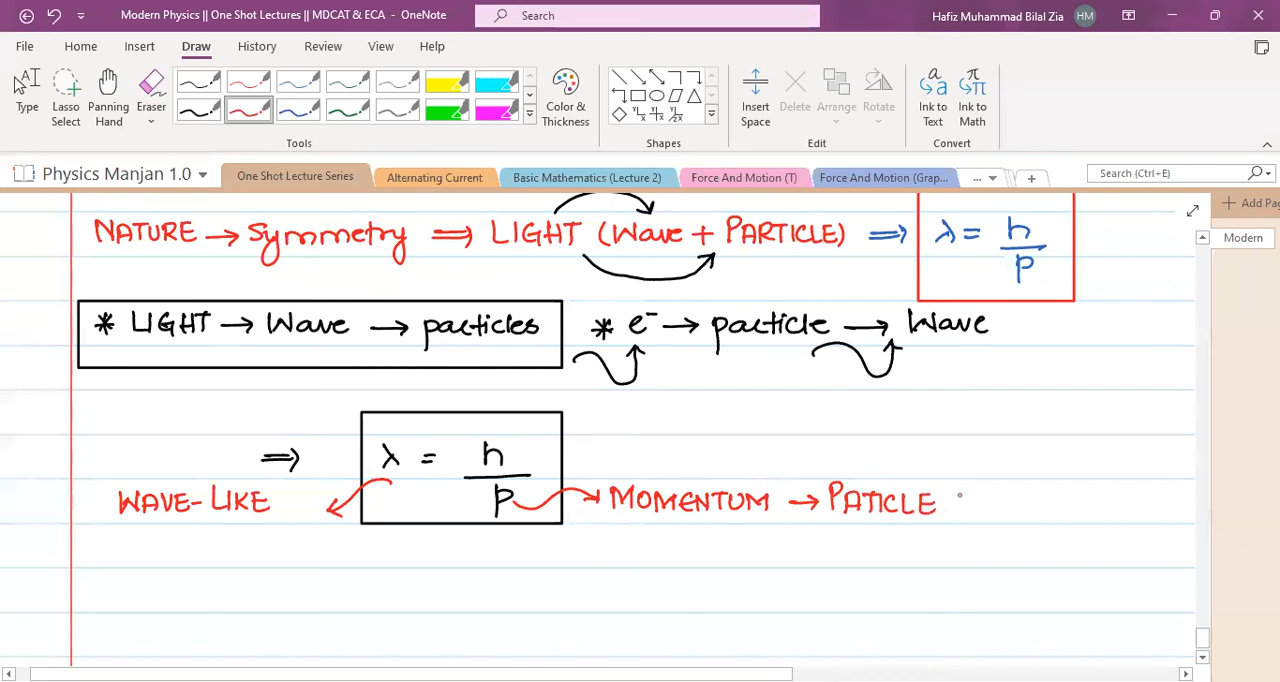 Modern Physics || One Shot Lectures || MDCAT & ECA - OneNote
Search
Hafiz Muhammad Bilal Zia HM
File Home Insert Draw History Review View Help
Type Lasso Select Panning Hand Eraser
Color & Thickness
Insert Space Delete Arrange Rotate
Ink to Text Ink to Math
Tools Shapes Edit Convert
Physics Manjan 1.0 One Shot Lecture Series Alternating Current Basic Mathematics (Lecture 2) Force And Motion (T) Force And Motion (Grap... ... + Search (Ctrl+E)
+ Add Pag
Modern
NATURE → Symmetry ⇒ LIGHT (Wave + PARTICLE) ⇒ λ = h/p
* LIGHT → Wave → particles * e⁻ → particle → Wave
⇒ λ = h/p
WAVE-LIKE MOMENTUM → PATICLE